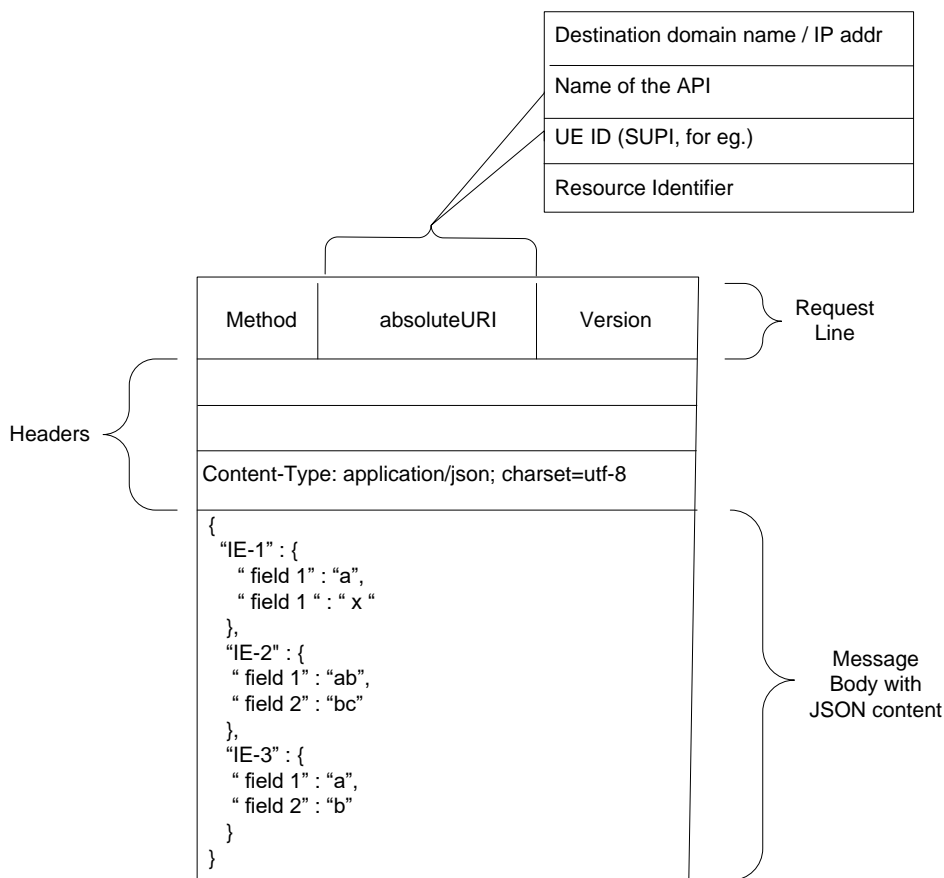 Destination domain name / IP addr
Name of the API
UE ID (SUPI, for eg.)
Resource Identifier
Method
absoluteURI
Version
Request
Line
Headers
Content-Type: application/json; charset=utf-8
{
“IE-1” : {
“ field 1” : “a”,
“ field 1 “ : “ x “
},
“IE-2" : {
“ field 1” : “ab”,
“ field 2” : “bc”
},
“IE-3” : {
“ field 1” : “a”,
“ field 2” : “b”
}
}
Message
Body with
JSON content